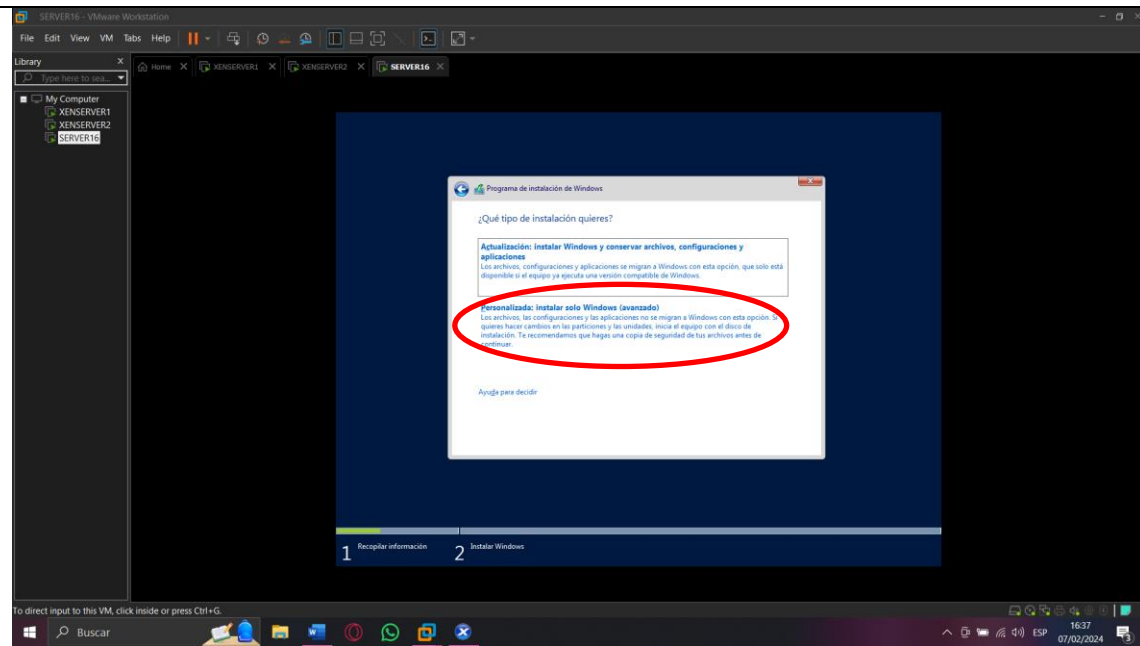 SERVER16 - VMware Workstation
File Edit View VM Tabs Help
Library X
Home X XENSERVER1 X XENSERVER2 X SERVER16 X
Type here to sea...
My Computer
XENSERVER1
XENSERVER2
SERVER16
Programa de instalación de Windows
¿Qué tipo de instalación quieres?
Actualización: instalar Windows y conservar archivos, configuraciones y
aplicaciones
Los archivos, configuraciones y aplicaciones se migran a Windows con esta opción, que solo está
disponible si el equipo ya ejecuta una versión compatible de Windows.
Personalizada: instalar solo Windows (avanzado)
Los archivos, las configuraciones y las aplicaciones no se migran a Windows con esta opción. Si
quieres hacer cambios en las particiones y las unidades, inicia el equipo con el disco de
instalación. Te recomendamos que hagas una copia de seguridad de tus archivos antes de
continuar.
Ayuda para decidir
1 Recopilar información 2 Instalar Windows
To direct input to this VM, click inside or press Ctrl+G.
Buscar
ESP
16:37
07/02/2024
3